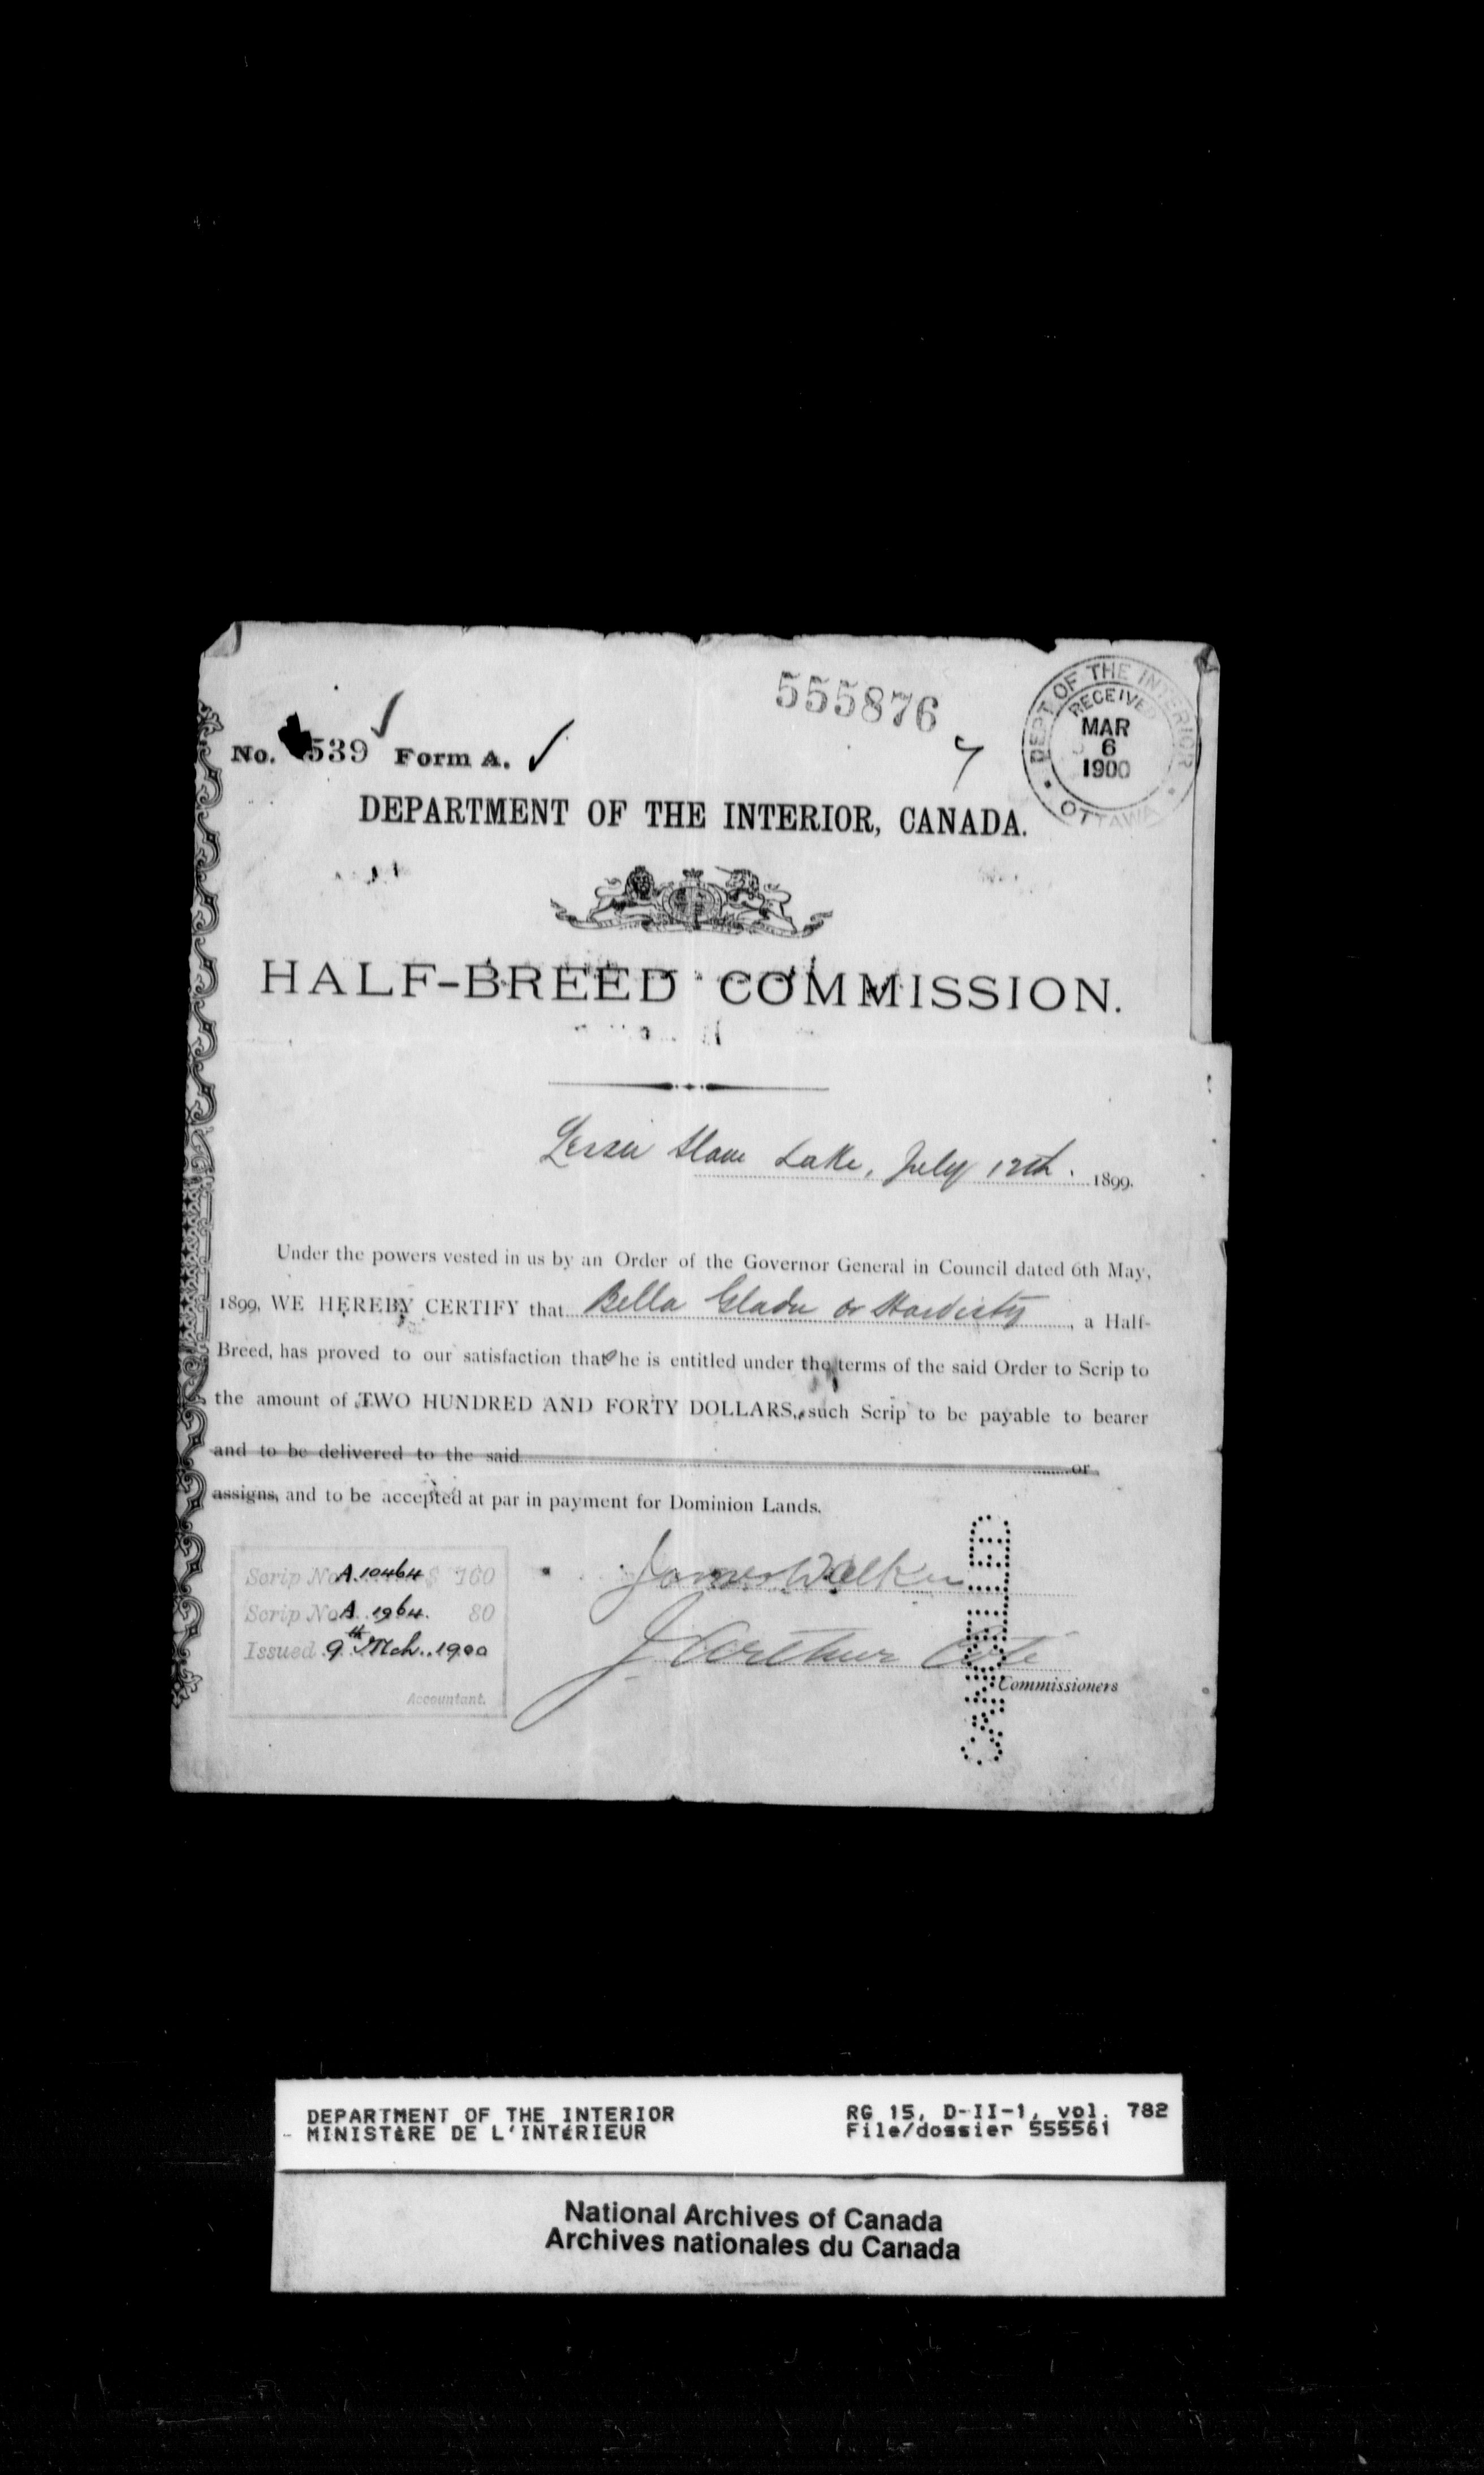 555876
DEPT OF THE INTERIOR
RECEIVED
MAR
6
1900
OTTAWA
No. 539 Form A.
7
DEPARTMENT OF THE INTERIOR, CANADA.
HALF-BREED COMMISSION.
Lesser Slave Lake, July 12th. 1899.
Under the powers vested in us by an Order of the Governor General in Council dated 6th May,
1899, WE HEREBY CERTIFY that Bella Gladu or Hardisty, a Half-
Breed, has proved to our satisfaction that she is entitled under the terms of the said Order to Scrip to
the amount of TWO HUNDRED AND FORTY DOLLARS, such Scrip to be payable to bearer
and to be delivered to the said or
assigns, and to be accepted at par in payment for Dominion Lands.
Scrip No. A. 10464 $ 160
Scrip No. A. 1964. 80
Issued 9th Mch. 1900
Accountant.
James Walker
J. Arthur Coté
Commissioners
CANCELLED
DEPARTMENT OF THE INTERIOR
MINISTÈRE DE L'INTÉRIEUR
RG 15, D-II-1, vol. 782
File/dossier 555561
National Archives of Canada
Archives nationales du Canada